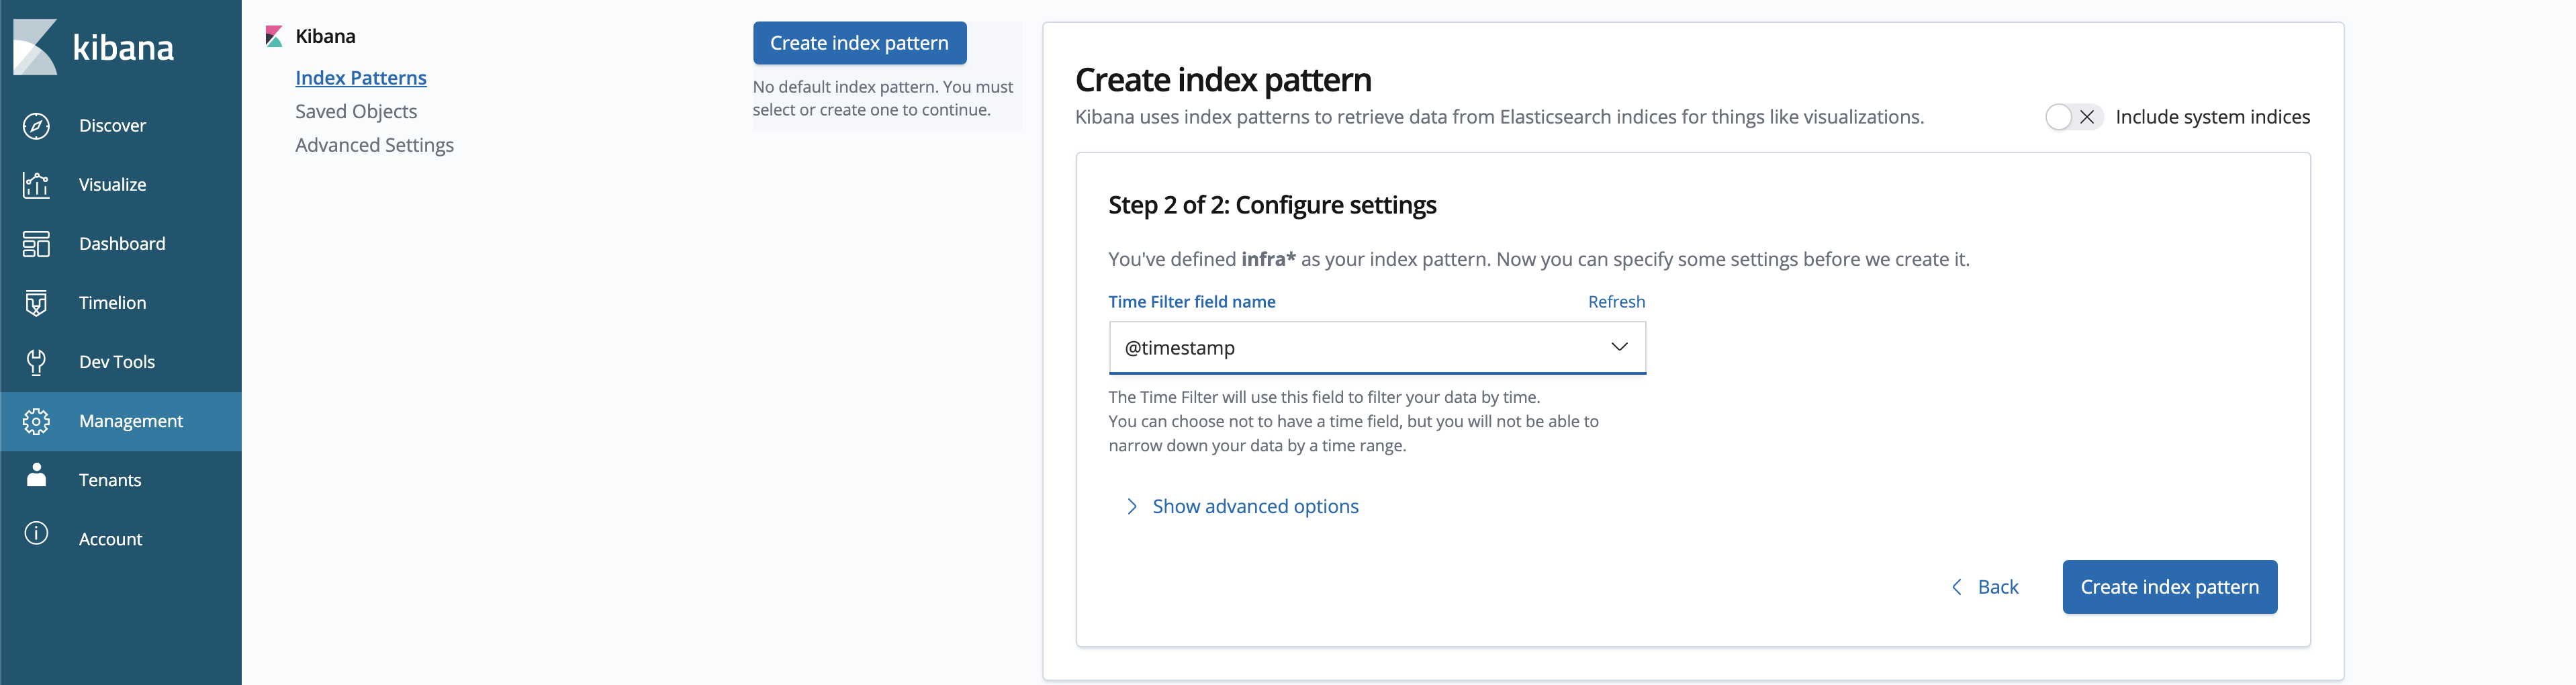 kibana
Discover
Visualize
Dashboard
Timelion
Dev Tools
Management
Tenants
Account
Kibana
Index Patterns
Saved Objects
Advanced Settings
Create index pattern
No default index pattern. You must
select or create one to continue.
Create index pattern
Kibana uses index patterns to retrieve data from Elasticsearch indices for things like visualizations.
Include system indices
Step 2 of 2: Configure settings
You've defined infra* as your index pattern. Now you can specify some settings before we create it.
Time Filter field name
Refresh
@timestamp
The Time Filter will use this field to filter your data by time.
You can choose not to have a time field, but you will not be able to
narrow down your data by a time range.
Show advanced options
Back
Create index pattern